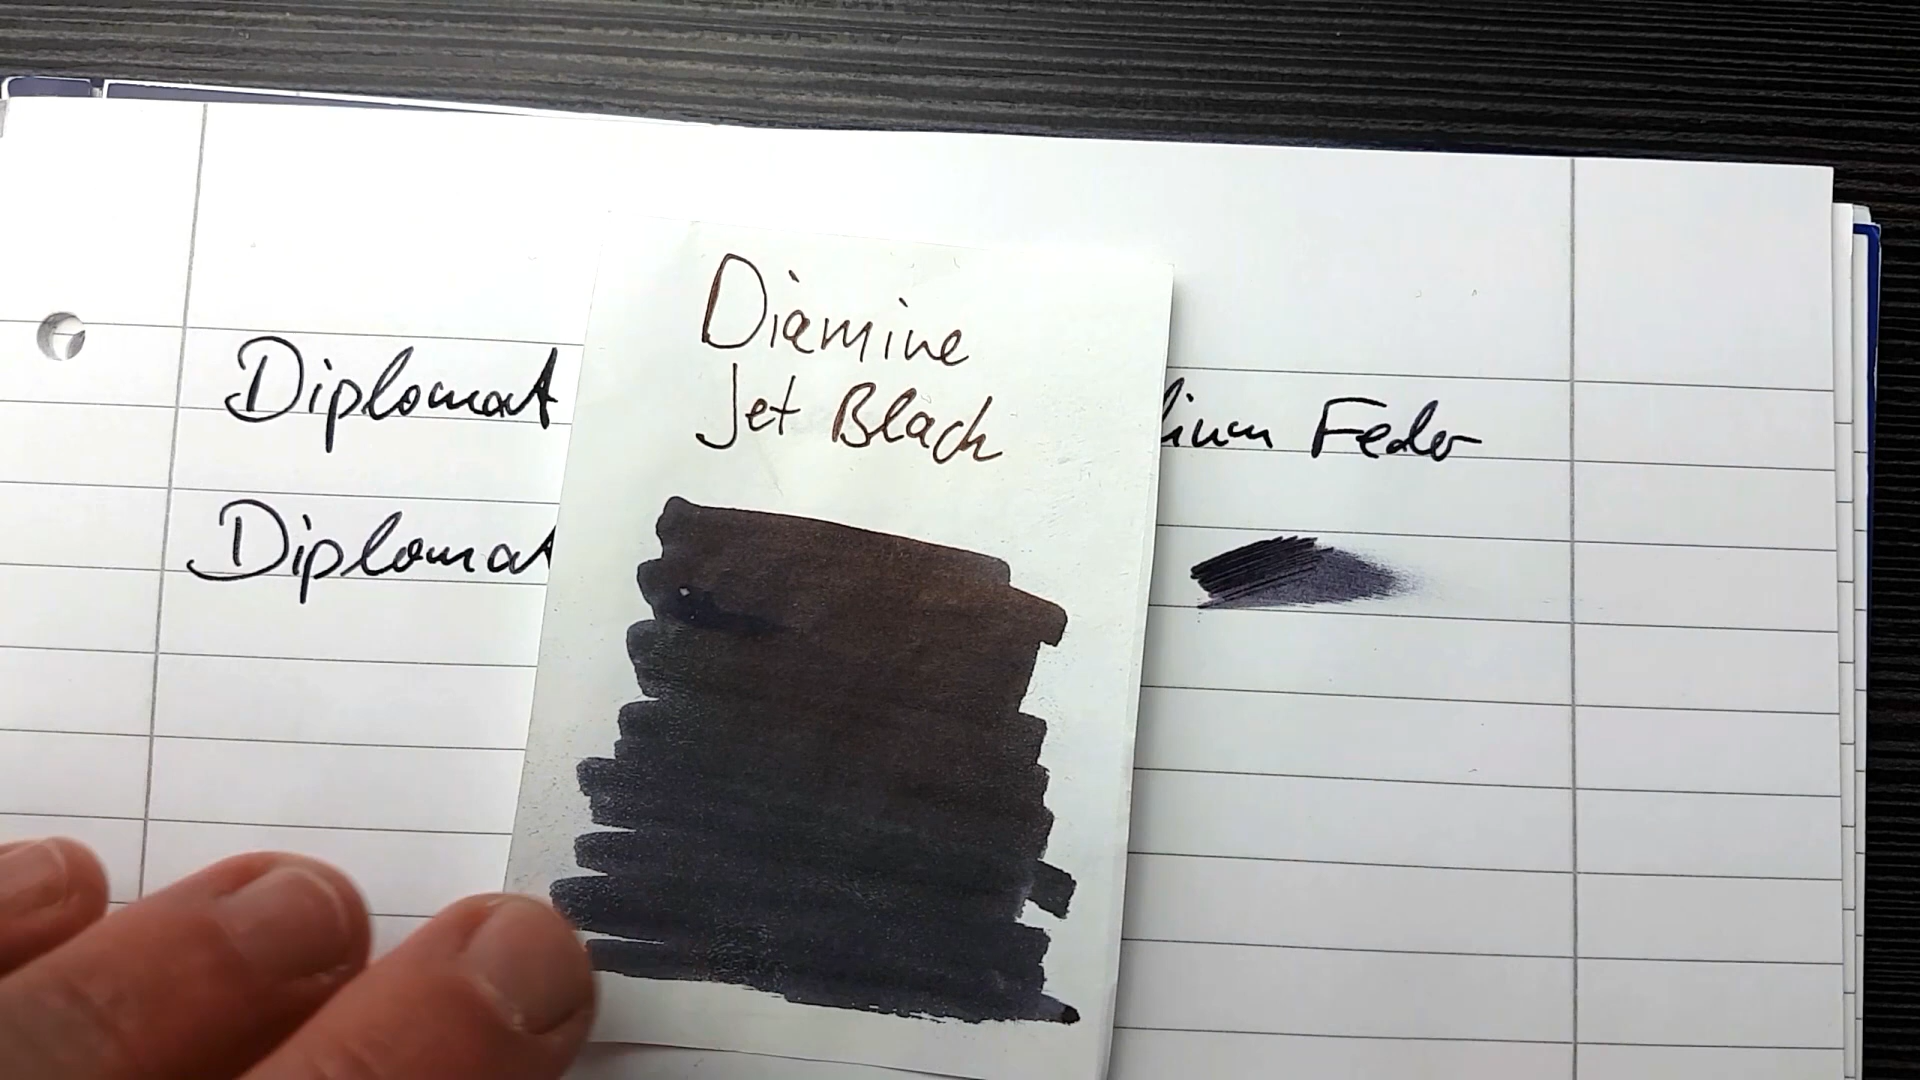 Diamine
Jet Black
Diplomat
Feder
Diplomat